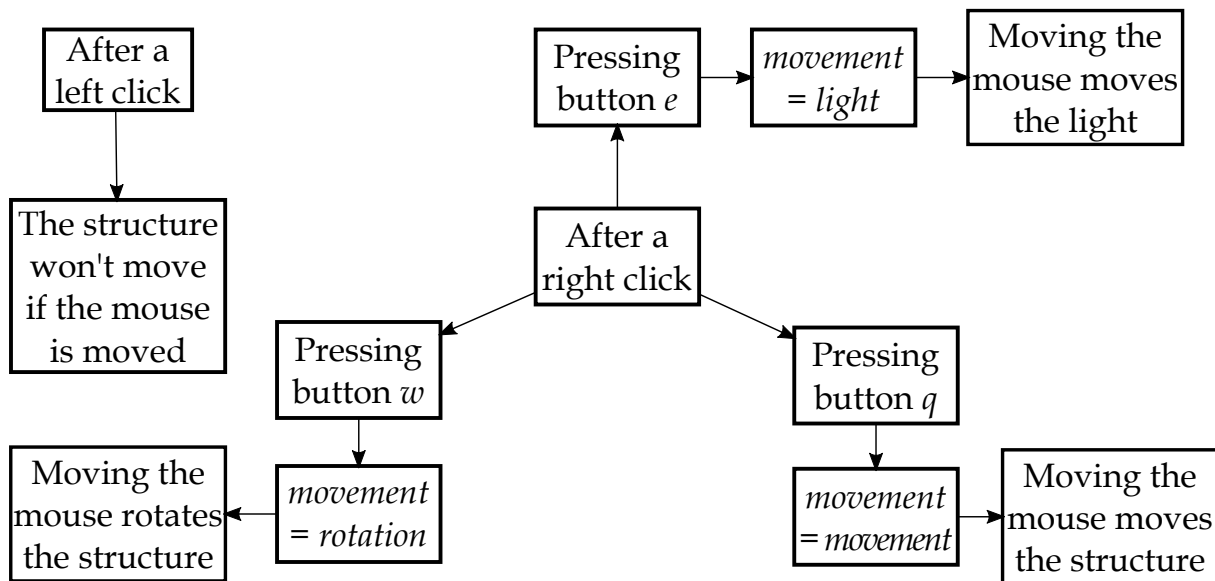 After a
left click
The structure
won't move
if the mouse
is moved
Pressing
button e
movement
= light
Moving the
mouse moves
the light
After a
right click
Pressing
button w
movement
= rotation
Moving the
mouse rotates
the structure
Pressing
button q
movement
= movement
Moving the
mouse moves
the structure